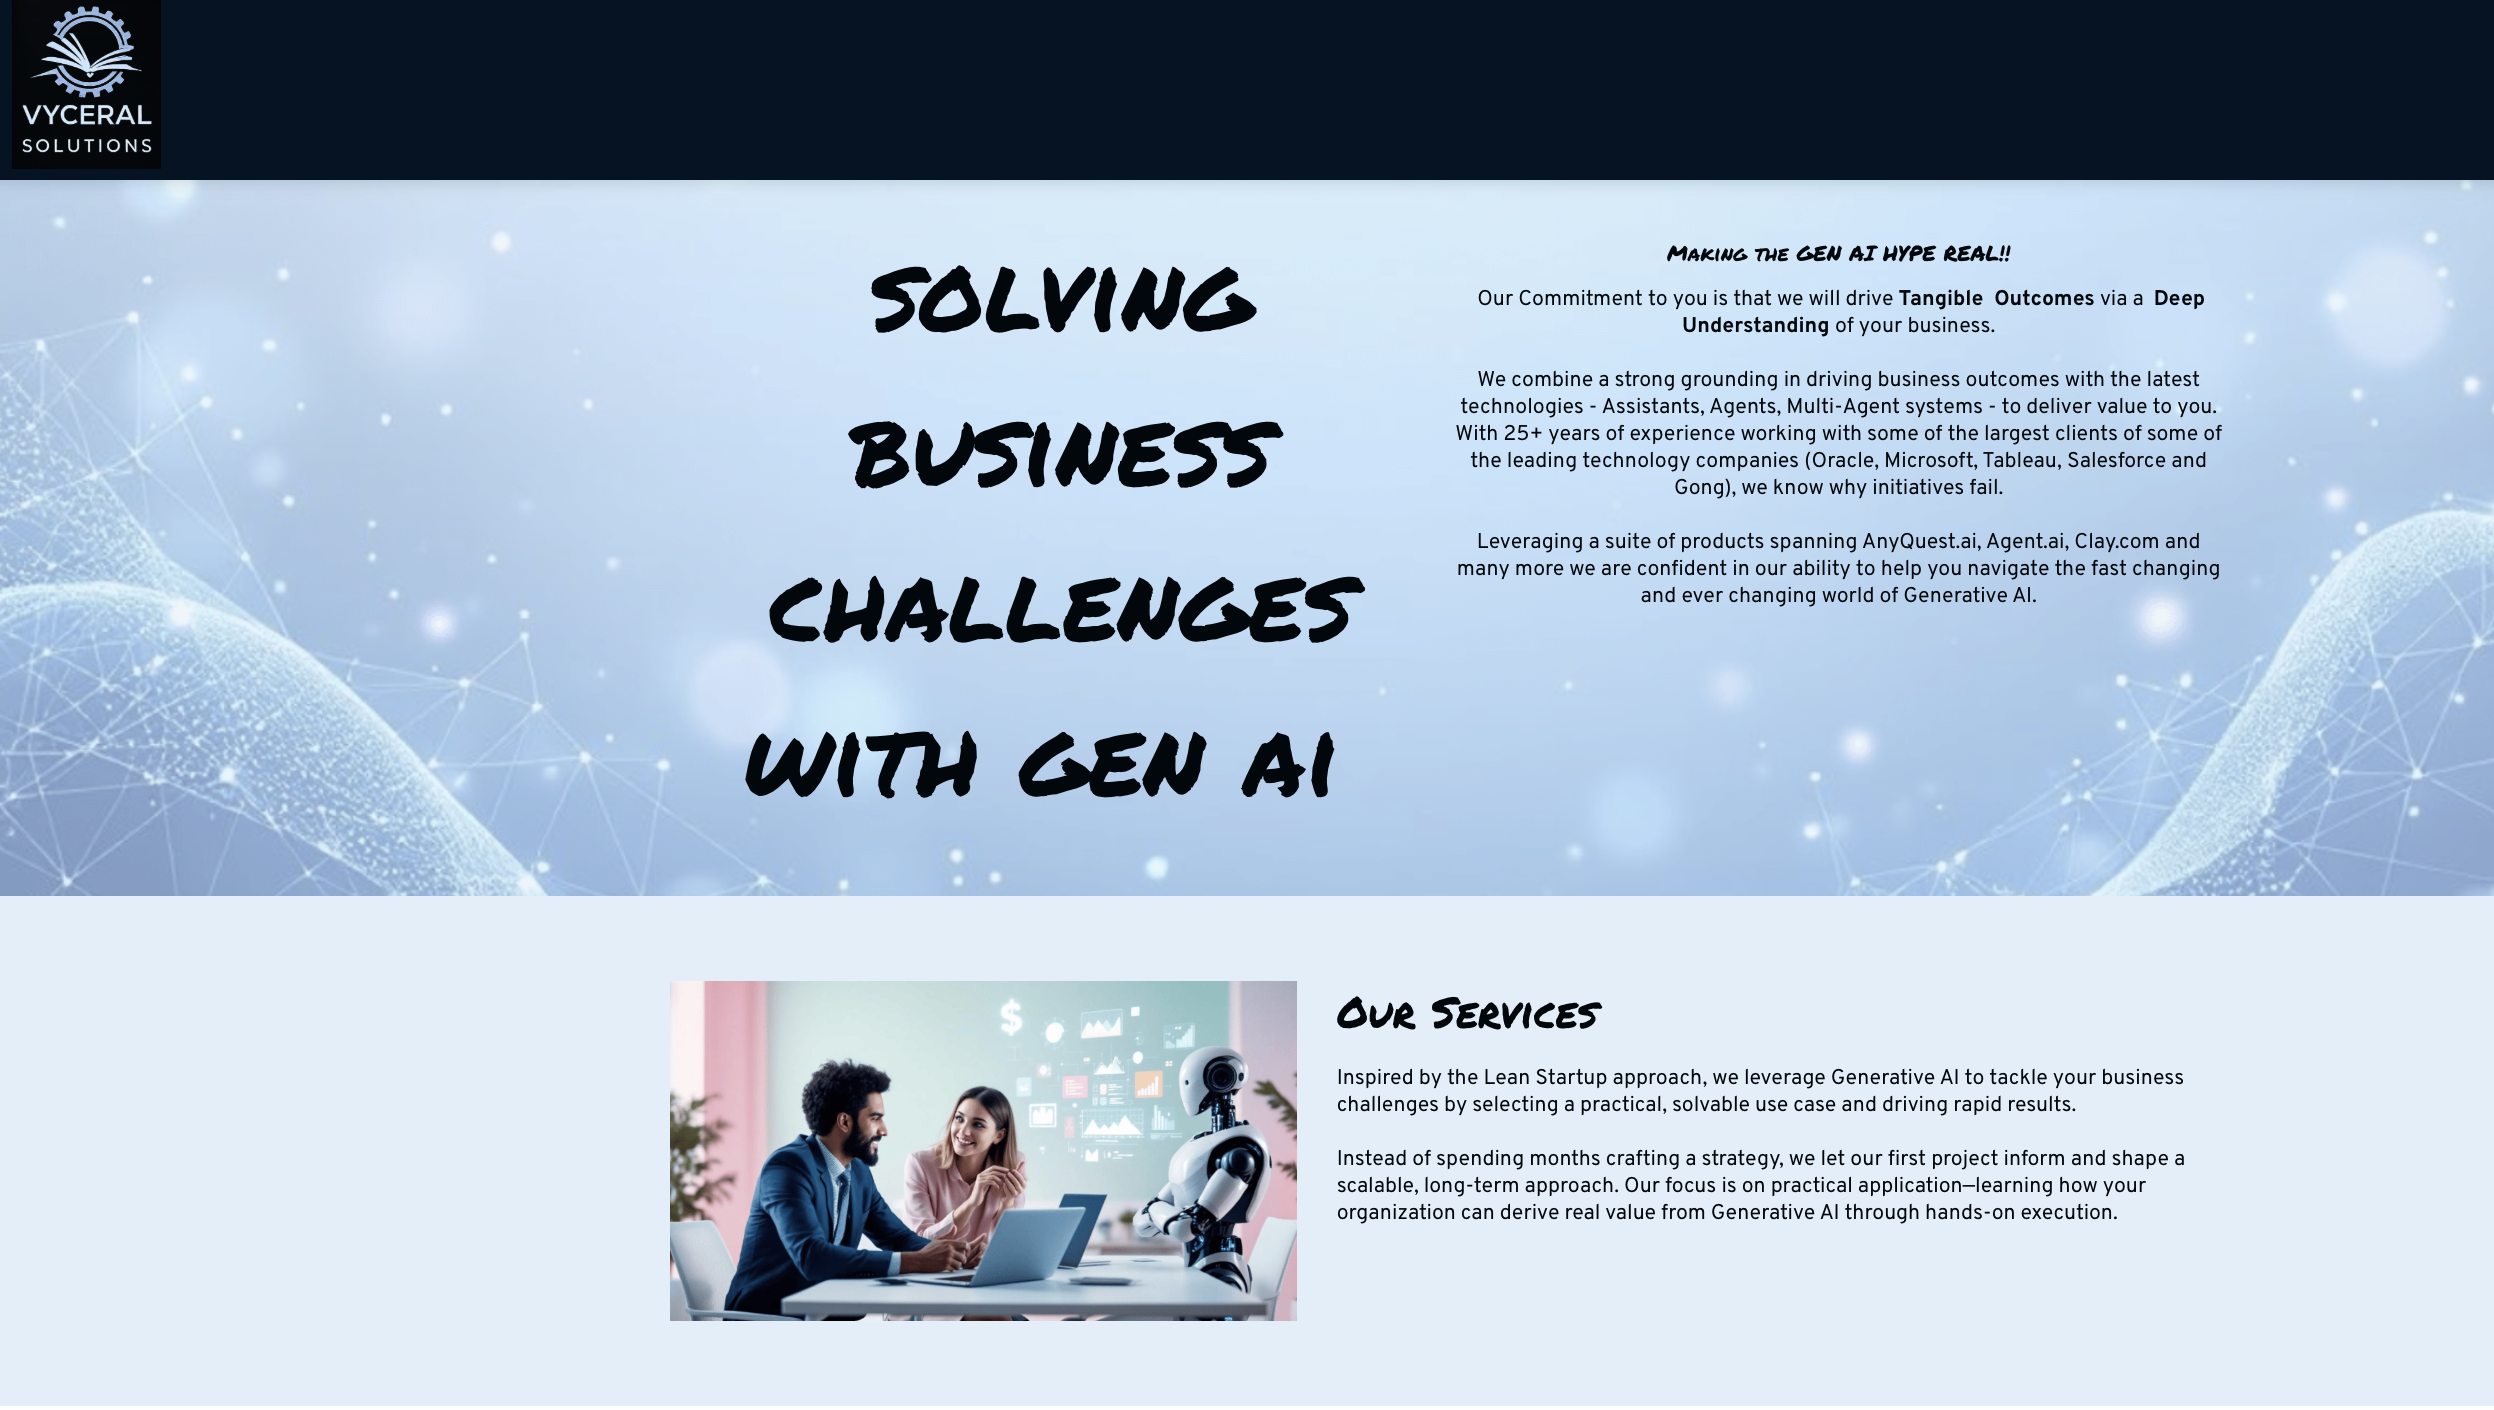 VYCERAL
SOLUTIONS
SOLVING
BUSINESS
CHALLENGES
WITH GEN AI
Making the GEN AI HYPE REAL!!
Our Commitment to you is that we will drive Tangible  Outcomes via a  Deep
Understanding of your business.
We combine a strong grounding in driving business outcomes with the latest
technologies - Assistants, Agents, Multi-Agent systems - to deliver value to you.
With 25+ years of experience working with some of the largest clients of some of
the leading technology companies (Oracle, Microsoft, Tableau, Salesforce and
Gong), we know why initiatives fail.
Leveraging a suite of products spanning AnyQuest.ai, Agent.ai, Clay.com and
many more we are confident in our ability to help you navigate the fast changing
and ever changing world of Generative AI.
$
Our Services
Inspired by the Lean Startup approach, we leverage Generative AI to tackle your business
challenges by selecting a practical, solvable use case and driving rapid results.
Instead of spending months crafting a strategy, we let our first project inform and shape a
scalable, long-term approach. Our focus is on practical application—learning how your
organization can derive real value from Generative AI through hands-on execution.